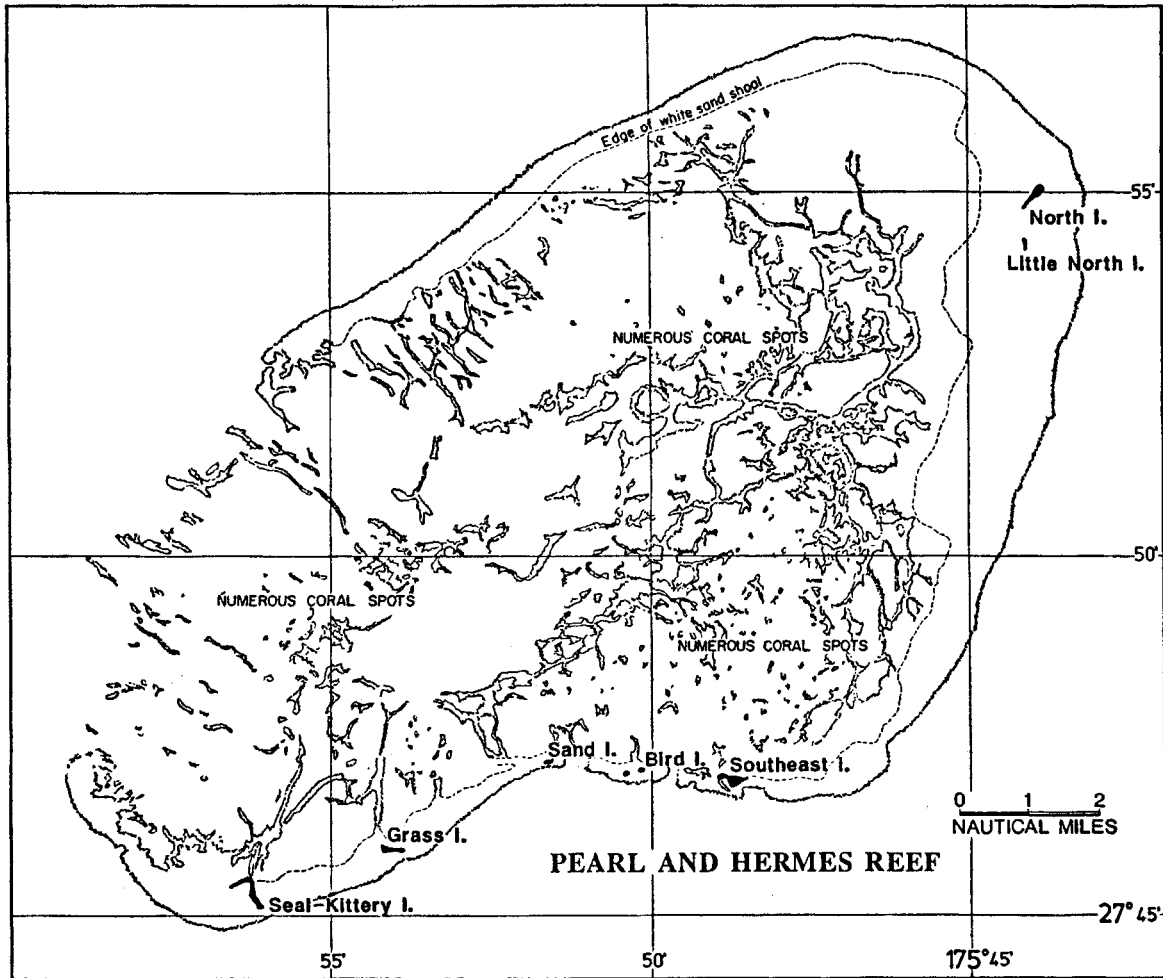 Edge of white sand shoal
55'
North I.
Little North I.
NUMEROUS CORAL SPOTS
50'
NUMEROUS CORAL SPOTS
NUMEROUS CORAL SPOTS
Sand I.
Bird I.
Southeast I.
0 1 2
NAUTICAL MILES
Grass I.
PEARL AND HERMES REEF
Seal-Kittery I.
27°45'
55'
50'
175°45'